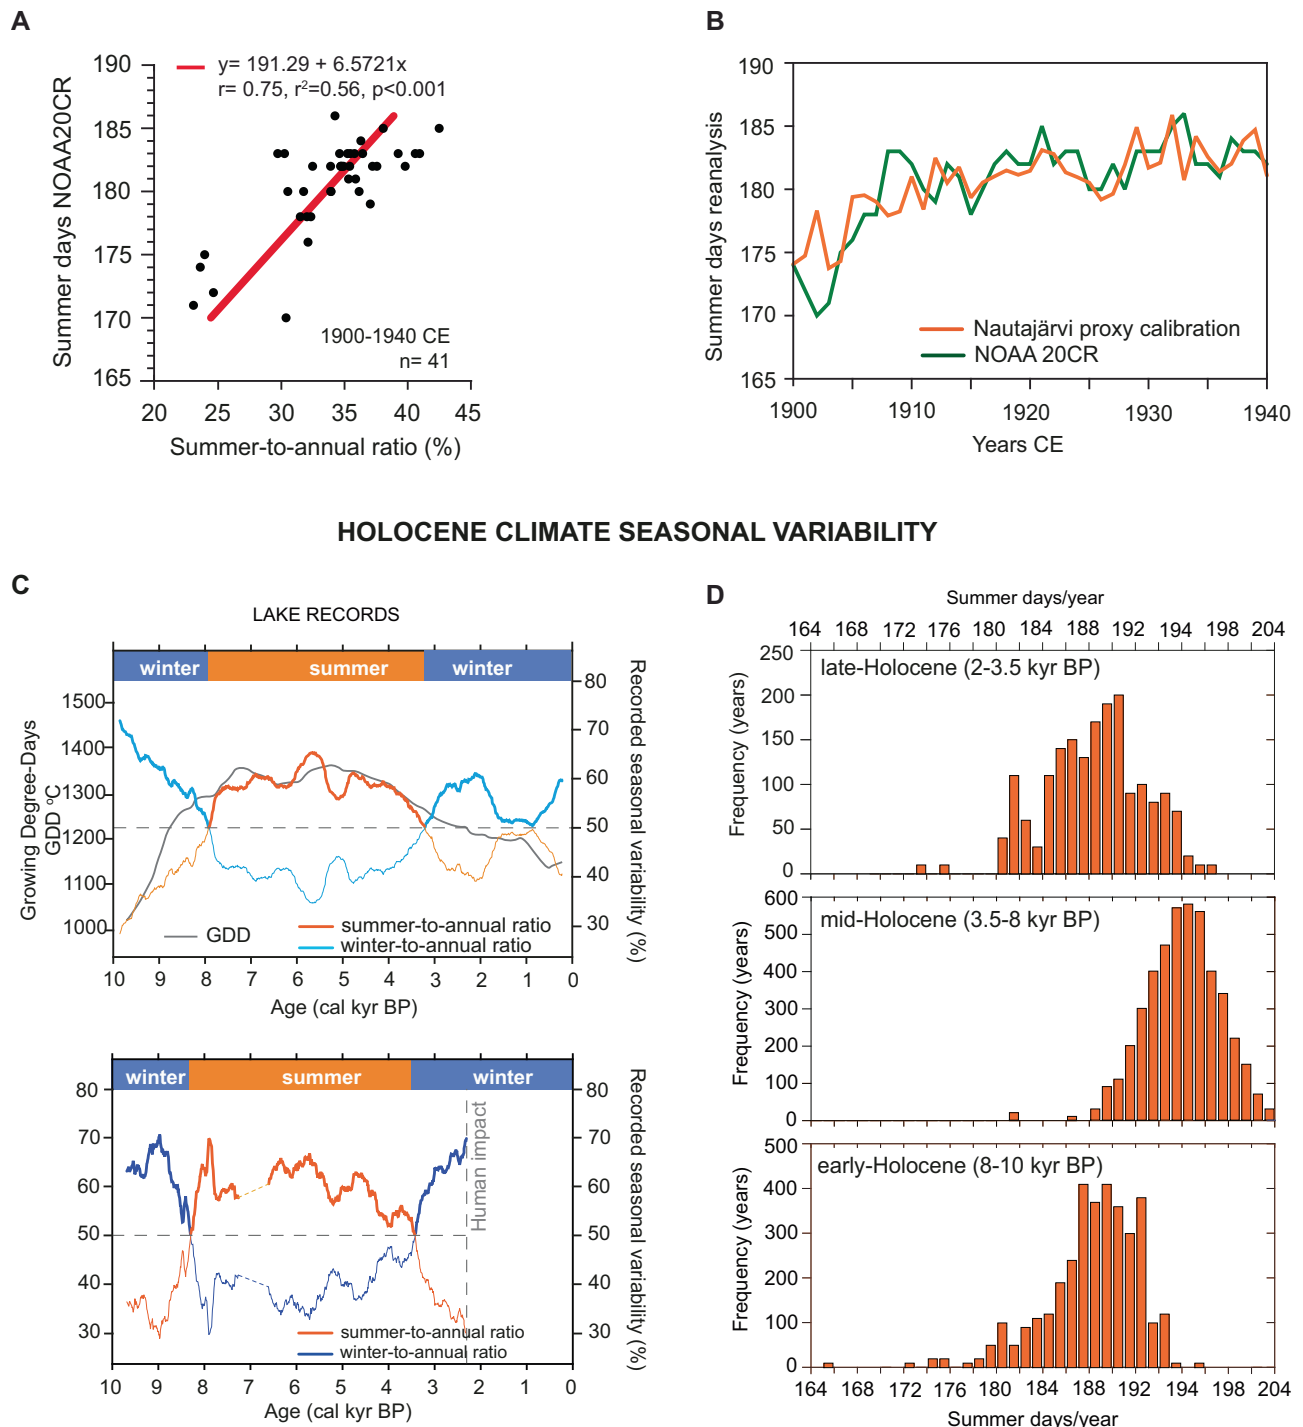 A
y= 191.29 + 6.5721x
r= 0.75, r²=0.56, p<0.001
Summer days NOAA20CR
190
185
180
175
170
165
1900-1940 CE
n= 41
20 25 30 35 40 45
Summer-to-annual ratio (%)
B
Summer days reanalysis
190
185
180
175
170
165
Nautajärvi proxy calibration
NOAA 20CR
1900 1910 1920 1930 1940
Years CE
HOLOCENE CLIMATE SEASONAL VARIABILITY
C
LAKE RECORDS
winter summer winter
Growing Degree-Days
GDD ºC
1500
1400
1300
1200
1100
1000
80
70
60
50
40
30
Recorded seasonal variability (%)
GDD
summer-to-annual ratio
winter-to-annual ratio
10 9 8 7 6 5 4 3 2 1 0
Age (cal kyr BP)
winter summer winter
80
70
60
50
40
30
80
70
60
50
40
30
Recorded seasonal variability (%)
Human impact
summer-to-annual ratio
winter-to-annual ratio
10 9 8 7 6 5 4 3 2 1 0
Age (cal kyr BP)
D
Summer days/year
164 168 172 176 180 184 188 192 194 198 204
late-Holocene (2-3.5 kyr BP)
Frequency (years)
250
200
150
100
50
0
mid-Holocene (3.5-8 kyr BP)
Frequency (years)
600
500
400
300
200
100
0
early-Holocene (8-10 kyr BP)
Frequency (years)
500
400
300
200
100
0
164 168 172 176 180 184 188 192 194 198 204
Summer days/year